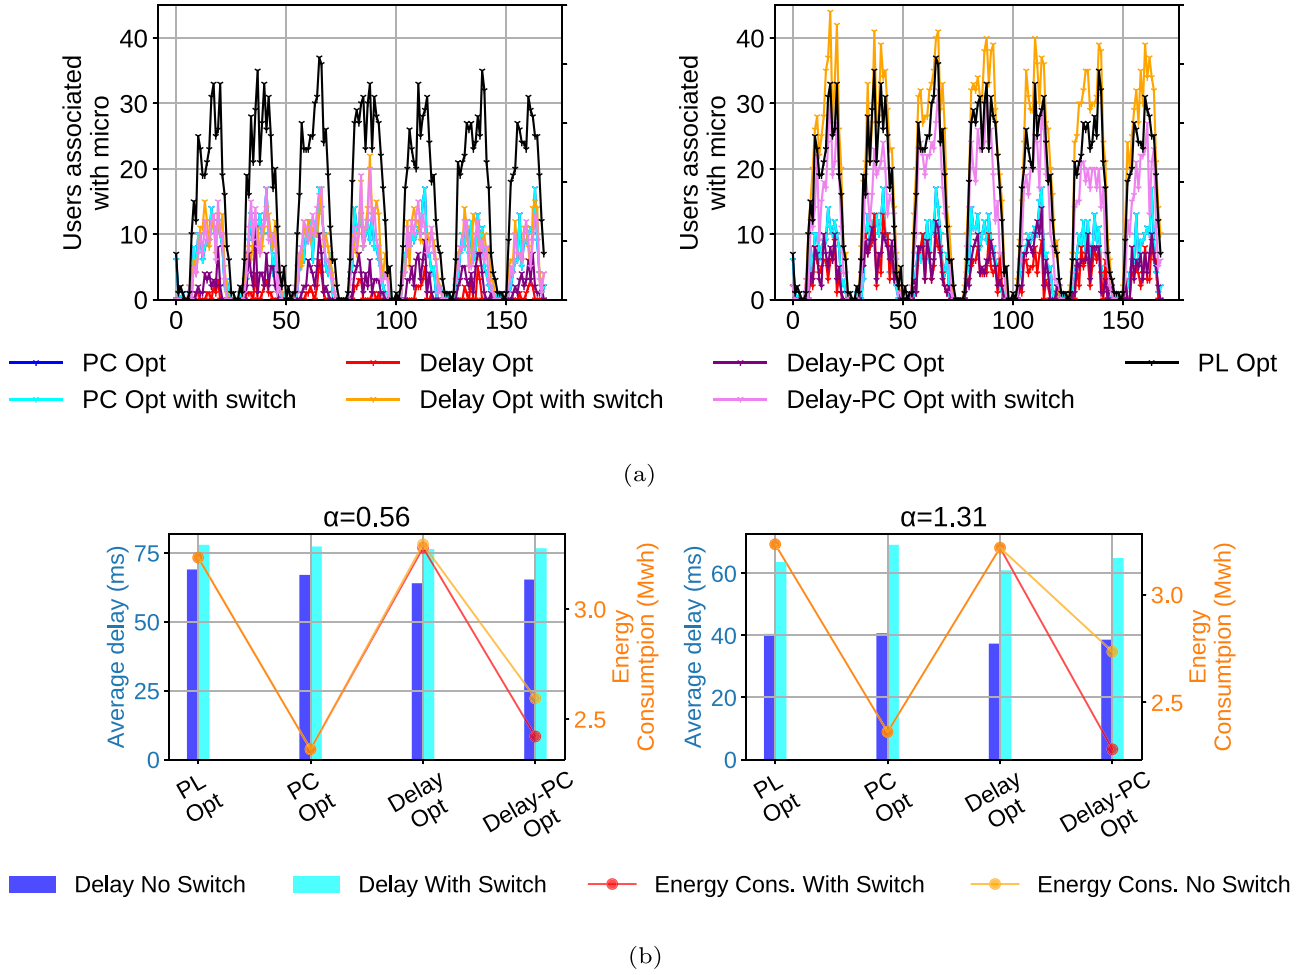 Users associated
with micro
40
30
20
10
0
0
50
100
150
Users associated
with micro
40
30
20
10
0
0
50
100
150
PC Opt
Delay Opt
Delay-PC Opt
PL Opt
PC Opt with switch
Delay Opt with switch
Delay-PC Opt with switch
(a)
α=0.56
Average delay (ms)
75
50
25
0
3.0
2.5
Energy
Consumtpion (Mwh)
PL
Opt
PC
Opt
Delay
Opt
Delay-PC
Opt
α=1.31
Average delay (ms)
60
40
20
0
3.0
2.5
Energy
Consumtpion (Mwh)
PL
Opt
PC
Opt
Delay
Opt
Delay-PC
Opt
Delay No Switch
Delay With Switch
Energy Cons. With Switch
Energy Cons. No Switch
(b)